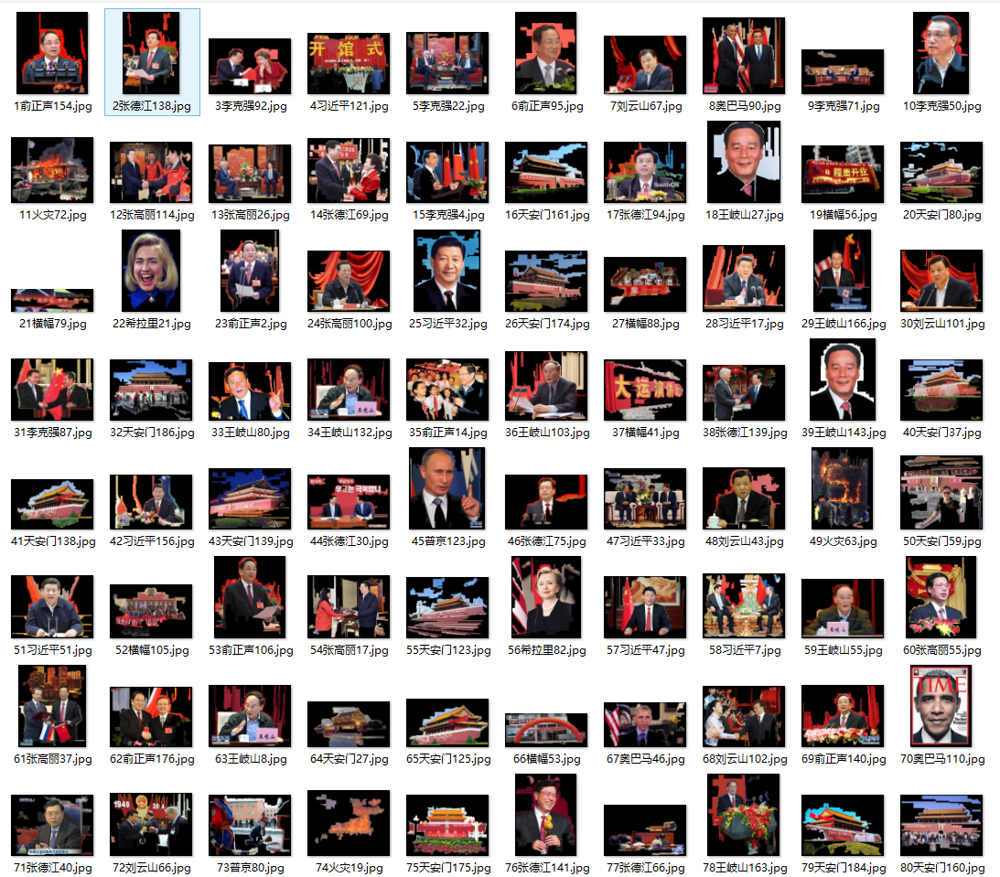 开馆式
1俞正声154.jpg 2张德江138.jpg 3李克强92.jpg 4习近平121.jpg 5李克强22.jpg 6俞正声95.jpg 7刘云山67.jpg 8奥巴马90.jpg 9李克强71.jpg 10李克强50.jpg
SouthCN
隆重开业
11火灾72.jpg 12张高丽114.jpg 13张高丽26.jpg 14张德江69.jpg 15李克强4.jpg 16天安门161.jpg 17张德江94.jpg 18王岐山27.jpg 19横幅56.jpg 20天安门80.jpg
21横幅79.jpg 22希拉里21.jpg 23俞正声2.jpg 24张高丽100.jpg 25习近平32.jpg 26天安门174.jpg 27横幅88.jpg 28习近平17.jpg 29王岐山166.jpg 30刘云山101.jpg
王岐山
大运
31李克强87.jpg 32天安门186.jpg 33王岐山80.jpg 34王岐山132.jpg 35俞正声14.jpg 36王岐山103.jpg 37横幅41.jpg 38张德江139.jpg 39王岐山143.jpg 40天安门37.jpg
41天安门138.jpg 42习近平156.jpg 43天安门139.jpg 44张德江30.jpg 45普京123.jpg 46张德江75.jpg 47习近平33.jpg 48刘云山43.jpg 49火灾63.jpg 50天安门59.jpg
王岐山
51习近平51.jpg 52横幅105.jpg 53俞正声106.jpg 54张高丽17.jpg 55天安门123.jpg 56希拉里82.jpg 57习近平47.jpg 58习近平7.jpg 59王岐山55.jpg 60张高丽55.jpg
王岐山
TIME
61张高丽37.jpg 62俞正声176.jpg 63王岐山8.jpg 64天安门27.jpg 65天安门125.jpg 66横幅53.jpg 67奥巴马46.jpg 68刘云山102.jpg 69俞正声140.jpg 70奥巴马110.jpg
1949
71张德江40.jpg 72刘云山66.jpg 73普京80.jpg 74火灾19.jpg 75天安门175.jpg 76张德江141.jpg 77张德江66.jpg 78王岐山163.jpg 79天安门184.jpg 80天安门160.jpg